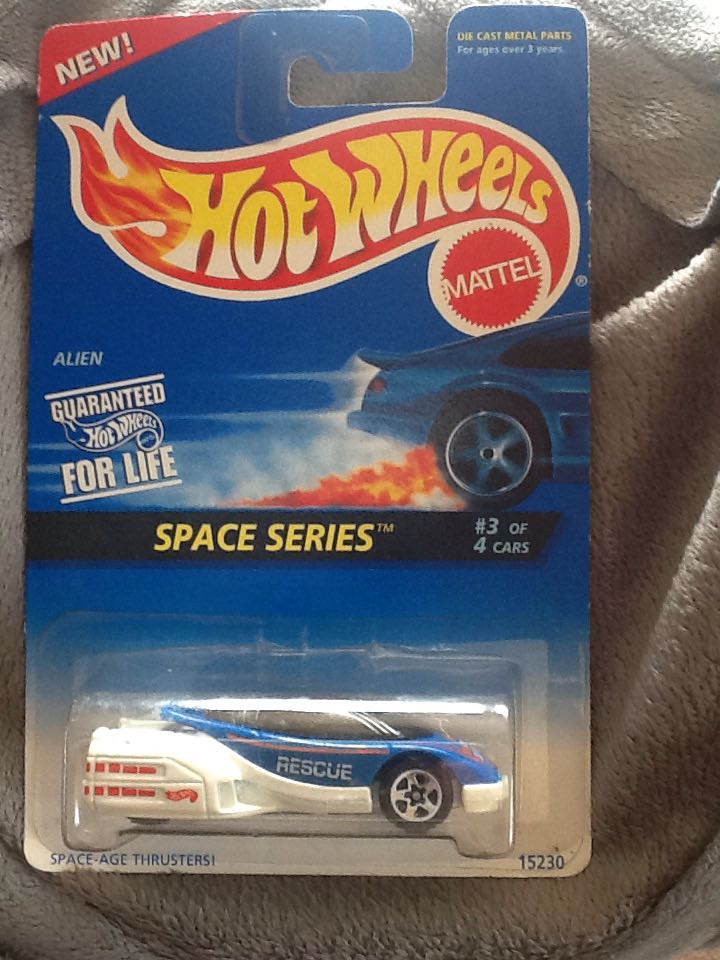 NEW!
DIE CAST METAL PARTS
For ages over 3 years.
HOT WHEELS
MATTEL
®
ALIEN
GUARANTEED
HOT WHEELS
FOR LIFE
SPACE SERIES™
#3 OF
4 CARS
RESCUE
SPACE-AGE THRUSTERS!
15230